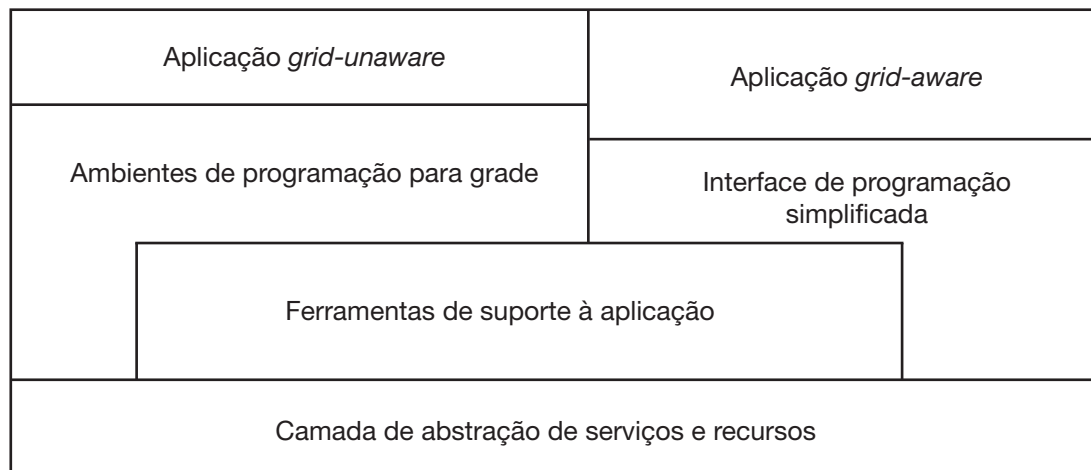 Aplicação grid-unaware
Aplicação grid-aware
Ambientes de programação para grade
Interface de programação
simplificada
Ferramentas de suporte à aplicação
Camada de abstração de serviços e recursos